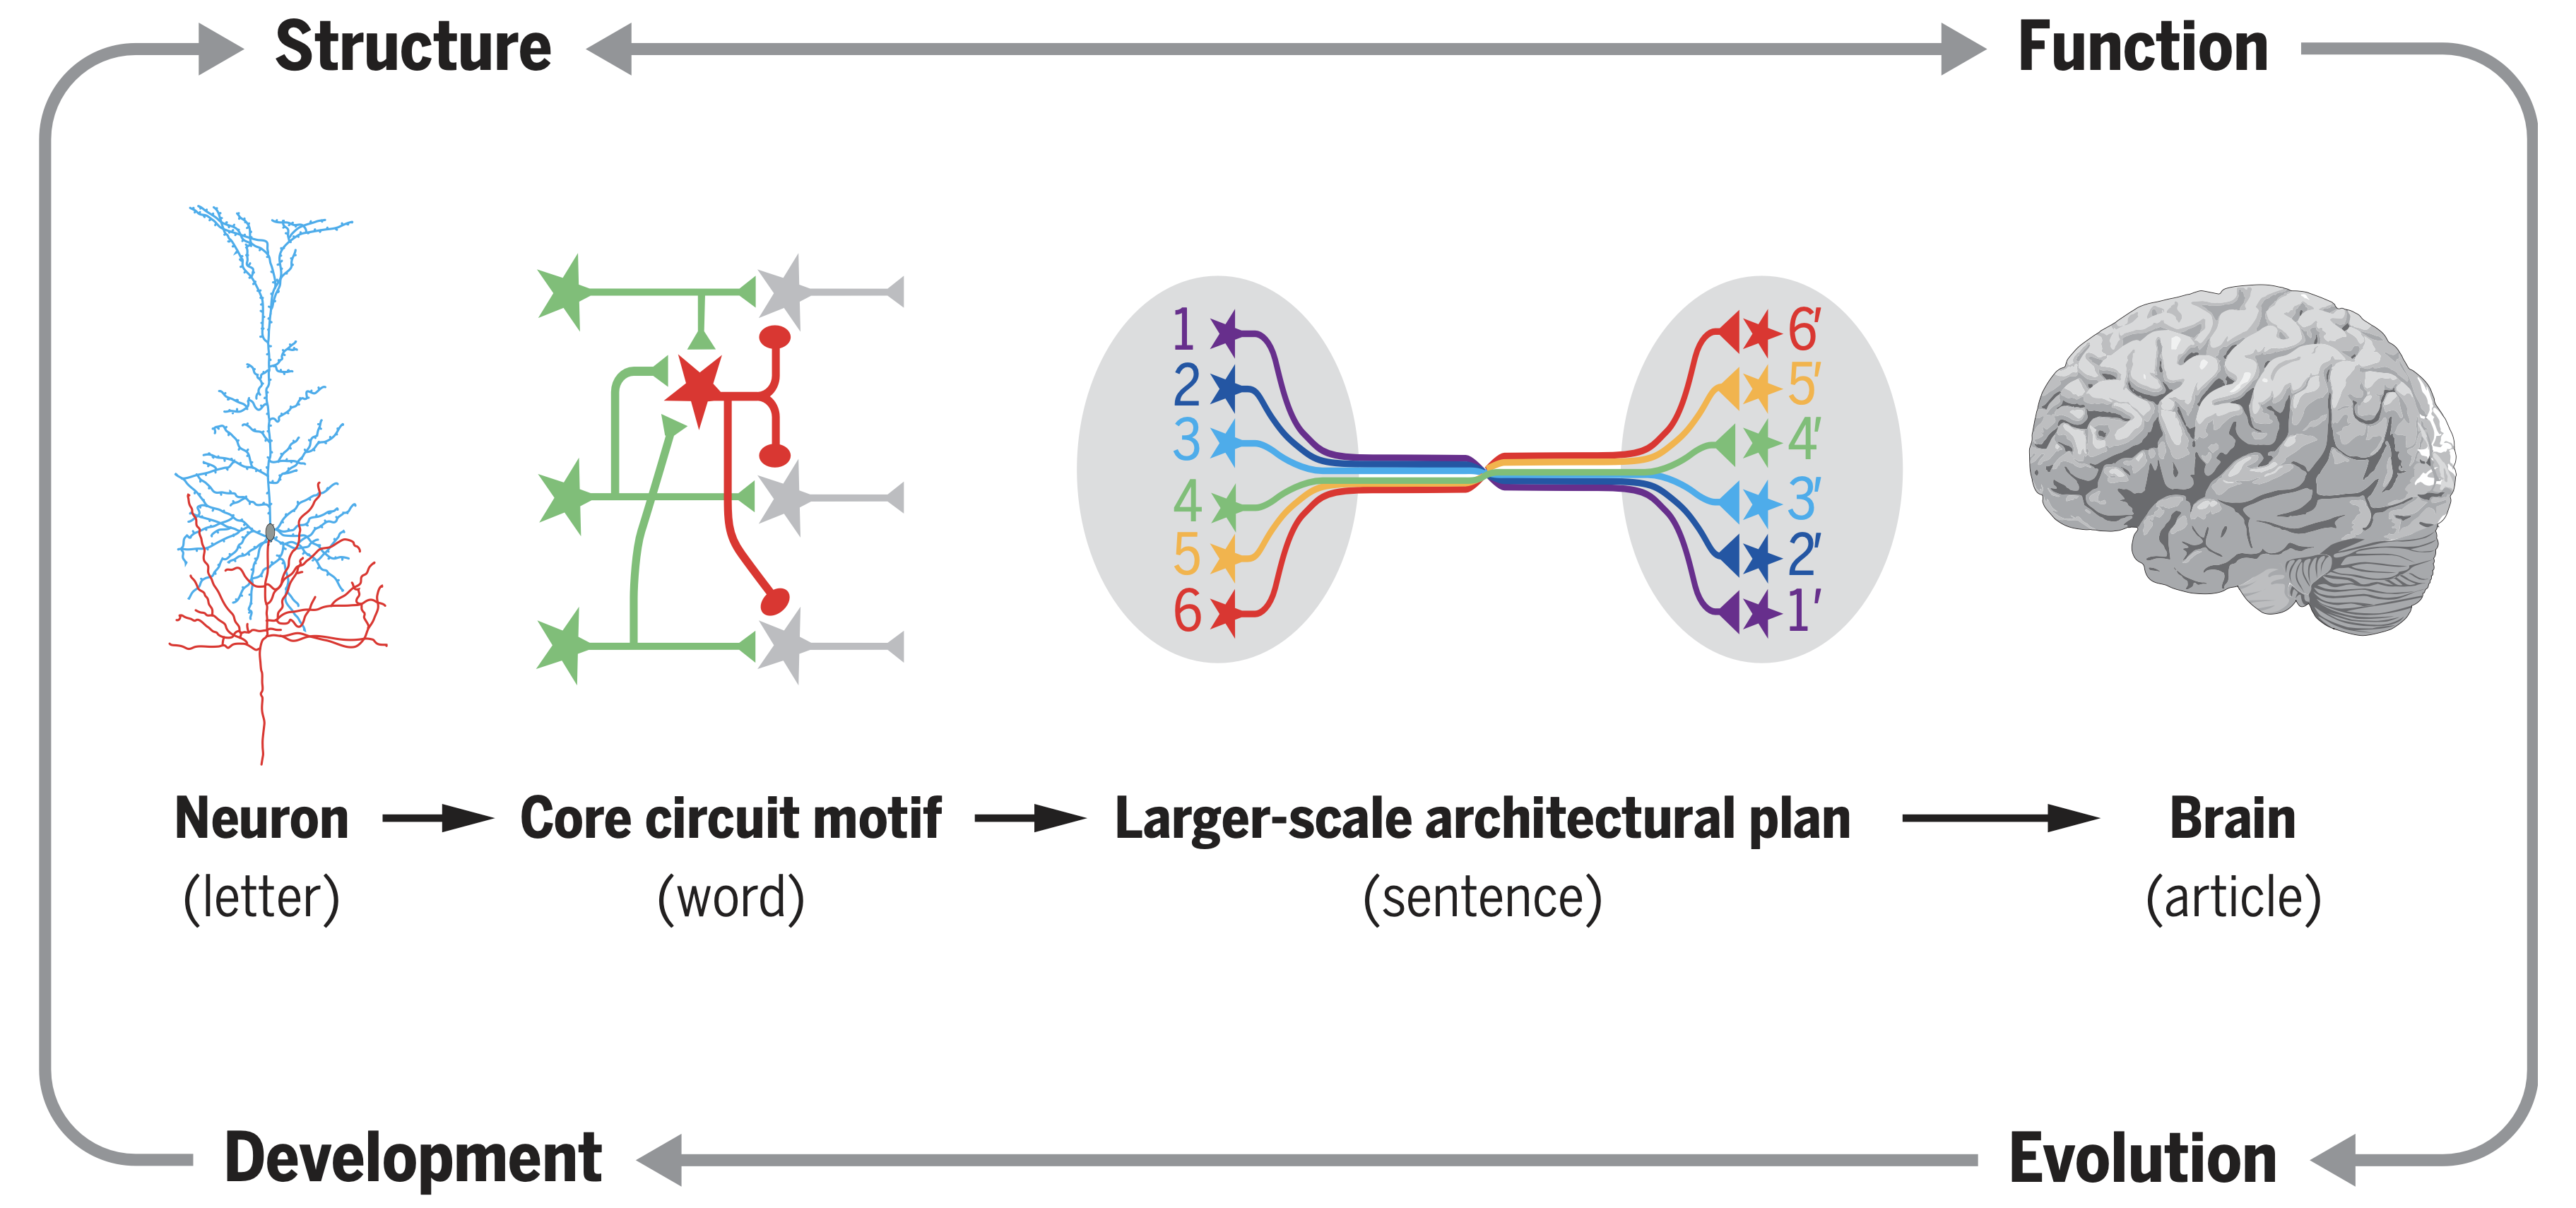 Structure
Function
1
2
3
4
5
6
6′
5′
4′
3′
2′
1′
Neuron
(letter)
Core circuit motif
(word)
Larger-scale architectural plan
(sentence)
Brain
(article)
Development
Evolution